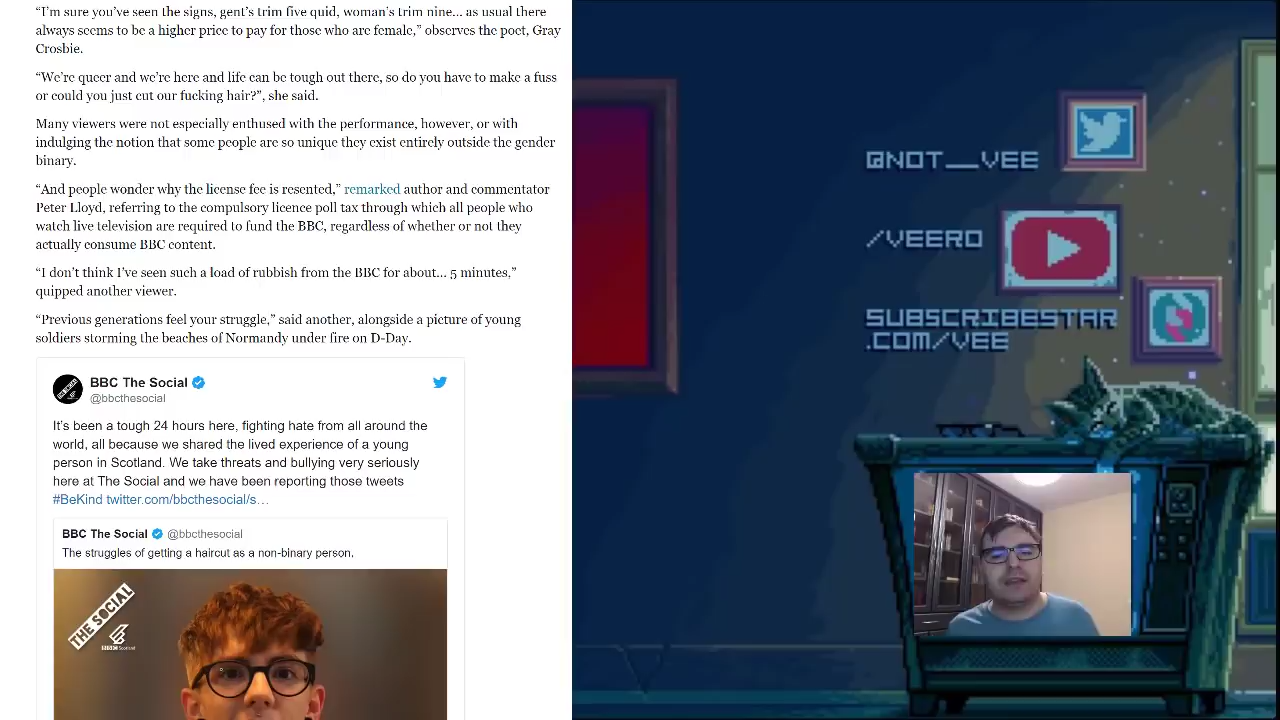 “I’m sure you’ve seen the signs, gent’s trim five quid, woman’s trim nine… as usual there
always seems to be a higher price to pay for those who are female,” observes the poet, Gray
Crosbie.
“We’re queer and we’re here and life can be tough out there, so do you have to make a fuss
or could you just cut our fucking hair?”, she said.
Many viewers were not especially enthused with the performance, however, or with
indulging the notion that some people are so unique they exist entirely outside the gender
binary.
“And people wonder why the license fee is resented,” remarked author and commentator
Peter Lloyd, referring to the compulsory licence poll tax through which all people who
watch live television are required to fund the BBC, regardless of whether or not they
actually consume BBC ontent.
“I don’t think I’ve seen such a load of rubbish from the BBC for about… 5 minutes,”
quipped another viewer.
“Previous generations feel your struggle,” said another, alongside a picture of young
soldiers storming the beaches of Normandy under fire on D-Day.
BBC The Social
@bbcthesocial
It’s been a tough 24 hours here, fighting hate from all around the
world, all because we shared the lived experience of a young
person in Scotland. We take threats and bullying very seriously
here at The Social and we have been reporting those tweets
#BeKind twitter.com/bbcthesocial/s…
BBC The Social @bbcthesocial
The struggles of getting a haircut as a non-binary person.
THE SOCIAL
BBC Scotland
@NOT__VEE
/VEERO
SUBSCRIBESTAR
.COM/VEE